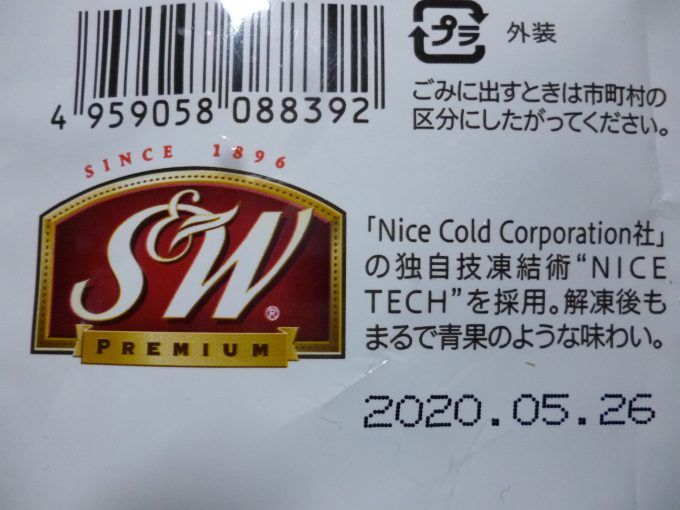 4 959058 088392
プラ 外装
ごみに出すときは市町村の
区分にしたがってください。
SINCE 1896
S&W®
PREMIUM
「Nice Cold Corporation社」
の独自技凍結術“NICE
TECH”を採用。解凍後も
まるで青果のような味わい。
2020.05.26